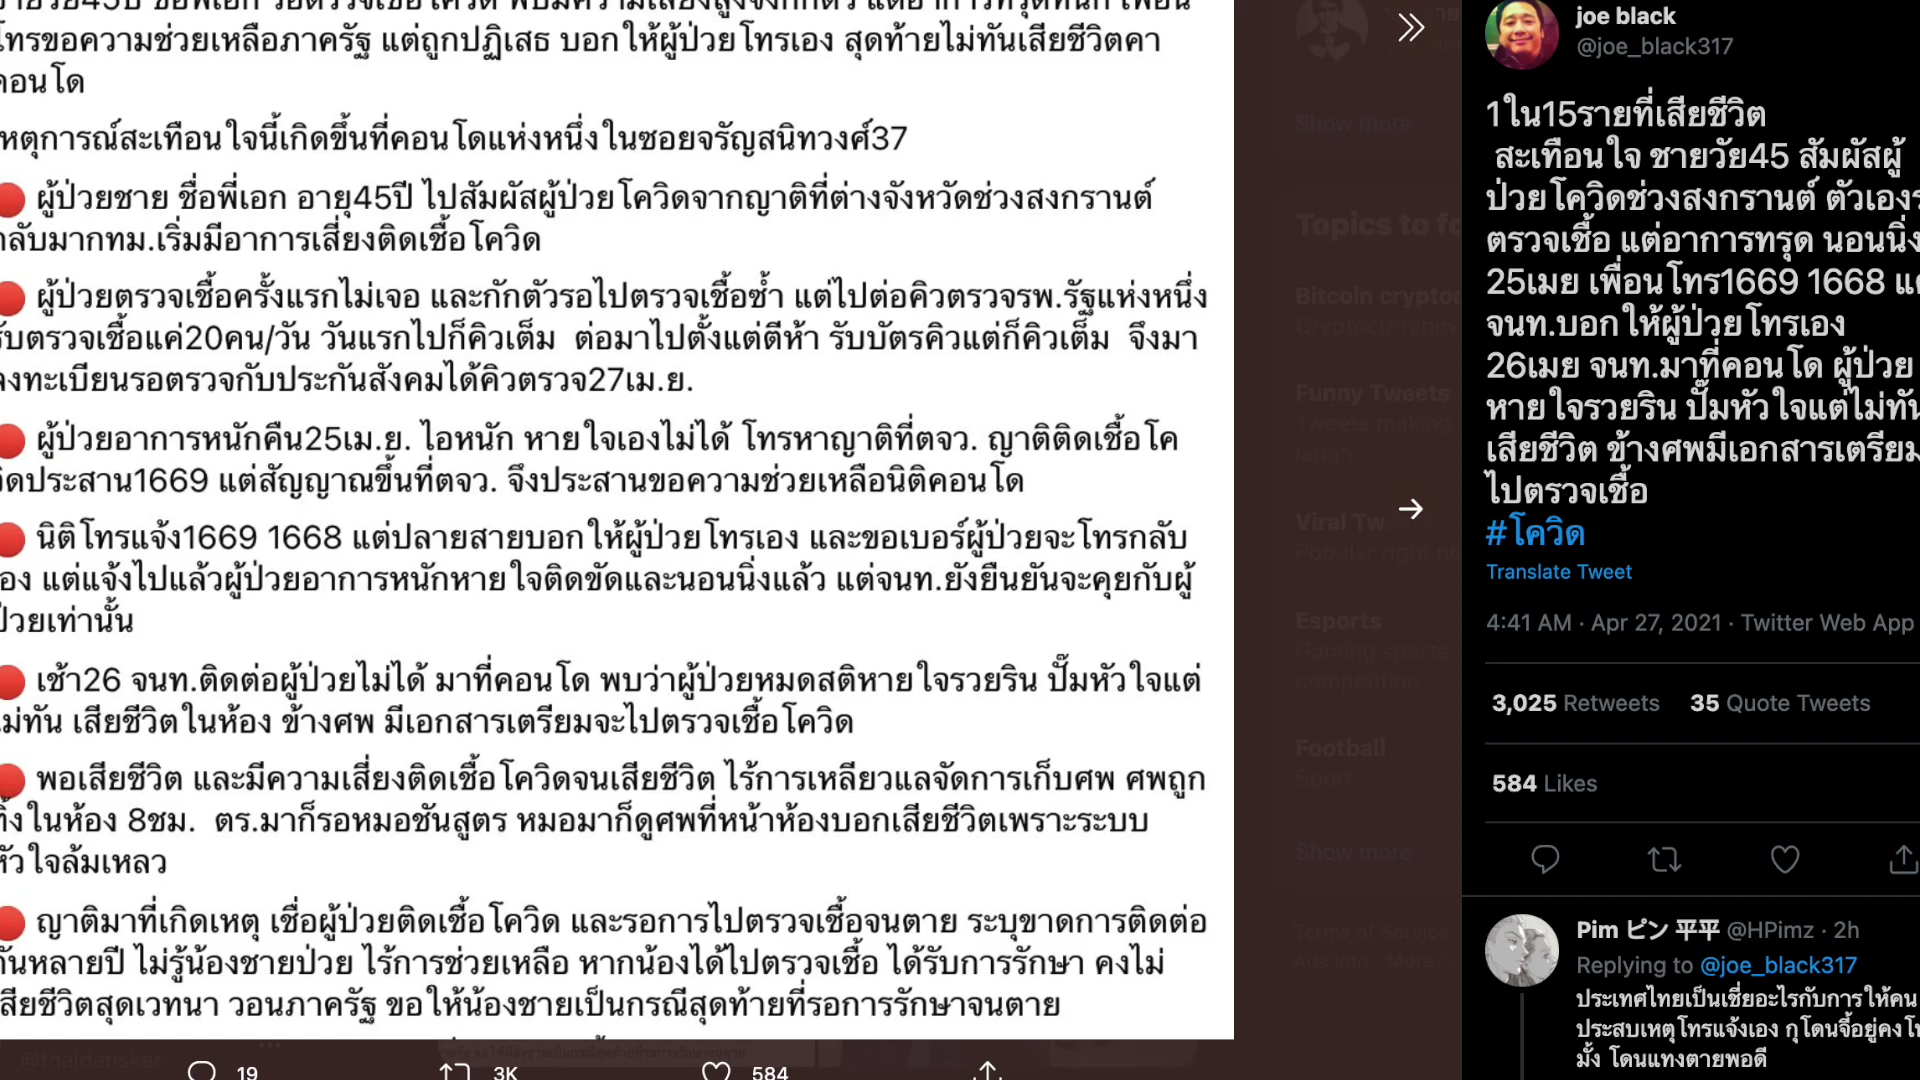 โทรขอความช่วยเหลือภาครัฐ แต่ถูกปฏิเสธ บอกให้ผู้ป่วยโทรเอง สุดท้ายไม่ทันเสียชีวิตคา
คอนโด
เหตุการณ์สะเทือนใจนี้เกิดขึ้นที่คอนโดแห่งหนึ่งในซอยจรัญสนิทวงศ์37
🔴 ผู้ป่วยชาย ชื่อพี่เอก อายุ45ปี ไปสัมผัสผู้ป่วยโควิดจากญาติที่ต่างจังหวัดช่วงสงกรานต์
กลับมากทม.เริ่มมีอาการเสี่ยงติดเชื้อโควิด
🔴 ผู้ป่วยตรวจเชื้อครั้งแรกไม่เจอ และกักตัวรอไปตรวจเชื้อซ้ำ แต่ไปต่อคิวตรวจรพ.รัฐแห่งหนึ่ง
รับตรวจเชื้อแค่20คน/วัน วันแรกไปก็คิวเต็ม ต่อมาไปตั้งแต่ตีห้า รับบัตรคิวแต่ก็คิวเต็ม จึงมา
ลงทะเบียนรอตรวจกับประกันสังคมได้คิวตรวจ27เม.ย.
🔴 ผู้ป่วยอาการหนักคืน25เม.ย. ไอหนัก หายใจเองไม่ได้ โทรหาญาติที่ตจว. ญาติติดเชื้อโค
วิดประสาน1669 แต่สัญญาณขึ้นที่ตจว. จึงประสานขอความช่วยเหลือนิติคอนโด
🔴 นิติโทรแจ้ง1669 1668 แต่ปลายสายบอกให้ผู้ป่วยโทรเอง และขอเบอร์ผู้ป่วยจะโทรกลับ
เอง แต่แจ้งไปแล้วผู้ป่วยอาการหนักหายใจติดขัดและนอนนิ่งแล้ว แต่จนท.ยังยืนยันจะคุยกับผู้
ป่วยเท่านั้น
🔴 เช้า26 จนท.ติดต่อผู้ป่วยไม่ได้ มาที่คอนโด พบว่าผู้ป่วยหมดสติหายใจรวยริน ปั๊มหัวใจแต่
ไม่ทัน เสียชีวิตในห้อง ข้างศพ มีเอกสารเตรียมจะไปตรวจเชื้อโควิด
🔴 พอเสียชีวิต และมีความเสี่ยงติดเชื้อโควิดจนเสียชีวิต ไร้การเหลียวแลจัดการเก็บศพ ศพถูก
ทิ้งในห้อง 8ชม. ตร.มาก็รอหมอชันสูตร หมอมาก็ดูศพที่หน้าห้องบอกเสียชีวิตเพราะระบบ
หัวใจล้มเหลว
🔴 ญาติมาที่เกิดเหตุ เชื่อผู้ป่วยติดเชื้อโควิด และรอการไปตรวจเชื้อจนตาย ระบุขาดการติดต่อ
กันหลายปี ไม่รู้น้องชายป่วย ไร้การช่วยเหลือ หากน้องได้ไปตรวจเชื้อ ได้รับการรักษา คงไม่
เสียชีวิตสุดเวทนา วอนภาครัฐ ขอให้น้องชายเป็นกรณีสุดท้ายที่รอการรักษาจนตาย
@thaidansker
19 3K 584
Show more
Topics to fo
Bitcoin cryptoc
Cryptocurrency
Funny Tweets
Tweets making
laugh
Viral Tw
Popular right no
Esports
Gaming sports
competition
Football
Sport
Show more
Terms of Service
Ads info More
joe black
@joe_black317
1ใน15รายที่เสียชีวิต
สะเทือนใจ ชายวัย45 สัมผัสผู้
ป่วยโควิดช่วงสงกรานต์ ตัวเองร
ตรวจเชื้อ แต่อาการทรุด นอนนิ่ง
25เมย เพื่อนโทร1669 1668 แต่
จนท.บอกให้ผู้ป่วยโทรเอง
26เมย จนท.มาที่คอนโด ผู้ป่วย
หายใจรวยริน ปั๊มหัวใจแต่ไม่ทัน
เสียชีวิต ข้างศพมีเอกสารเตรียม
ไปตรวจเชื้อ
#โควิด
Translate Tweet
4:41 AM · Apr 27, 2021 · Twitter Web App
3,025 Retweets 35 Quote Tweets
584 Likes
Pim ピン 平平 @HPimz · 2h
Replying to @joe_black317
ประเทศไทยเป็นเชี่ยอะไรกับการให้คน
ประสบเหตุโทรแจ้งเอง กุโดนจี้อยู่คงโท
มั้ง โดนแทงตายพอดี